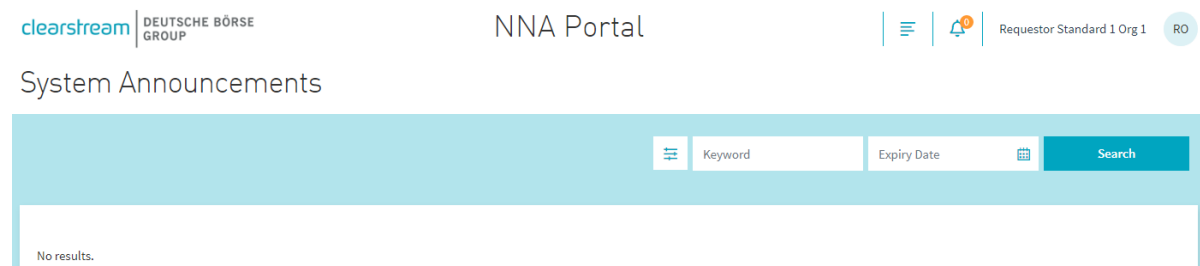 clearstream DEUTSCHE BÖRSE GROUP
NNA Portal
0
Requestor Standard 1 Org 1
RO
System Announcements
Keyword
Expiry Date
Search
No results.